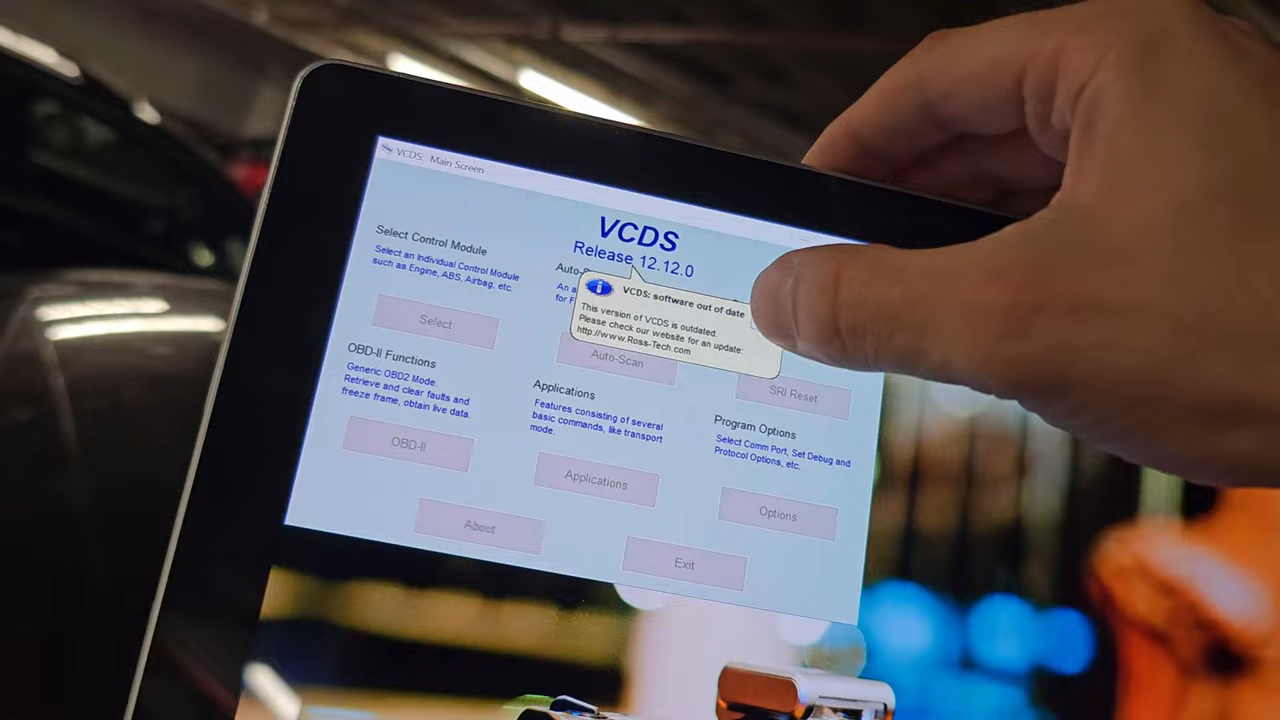 VCDS: Main Screen
VCDS
Release 12.12.0
Select Control Module
Select an Individual Control Module
such as Engine, ABS, Airbag, etc.
Select
Auto-S
An a
for F
VCDS: software out of date
This version of VCDS is outdated.
Please check our website for an update:
http://www.Ross-Tech.com
Auto-Scan
SRI Reset
OBD-II Functions
Generic OBD2 Mode.
Retrieve and clear faults and
freeze frame, obtain live data.
OBD-II
Applications
Features consisting of several
basic commands, like transport
mode.
Applications
Program Options
Select Comm Port, Set Debug and
Protocol Options, etc.
Options
About
Exit